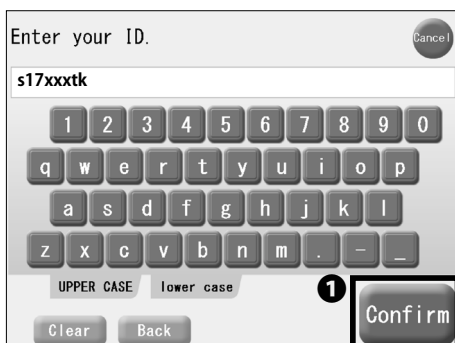 Enter your ID.
Cancel
s17xxxtk
1 2 3 4 5 6 7 8 9 0
q w e r t y u i o p
a s d f g h j k l
z x c v b n m . - _
UPPER CASE lower case
❶
Confirm
Clear Back